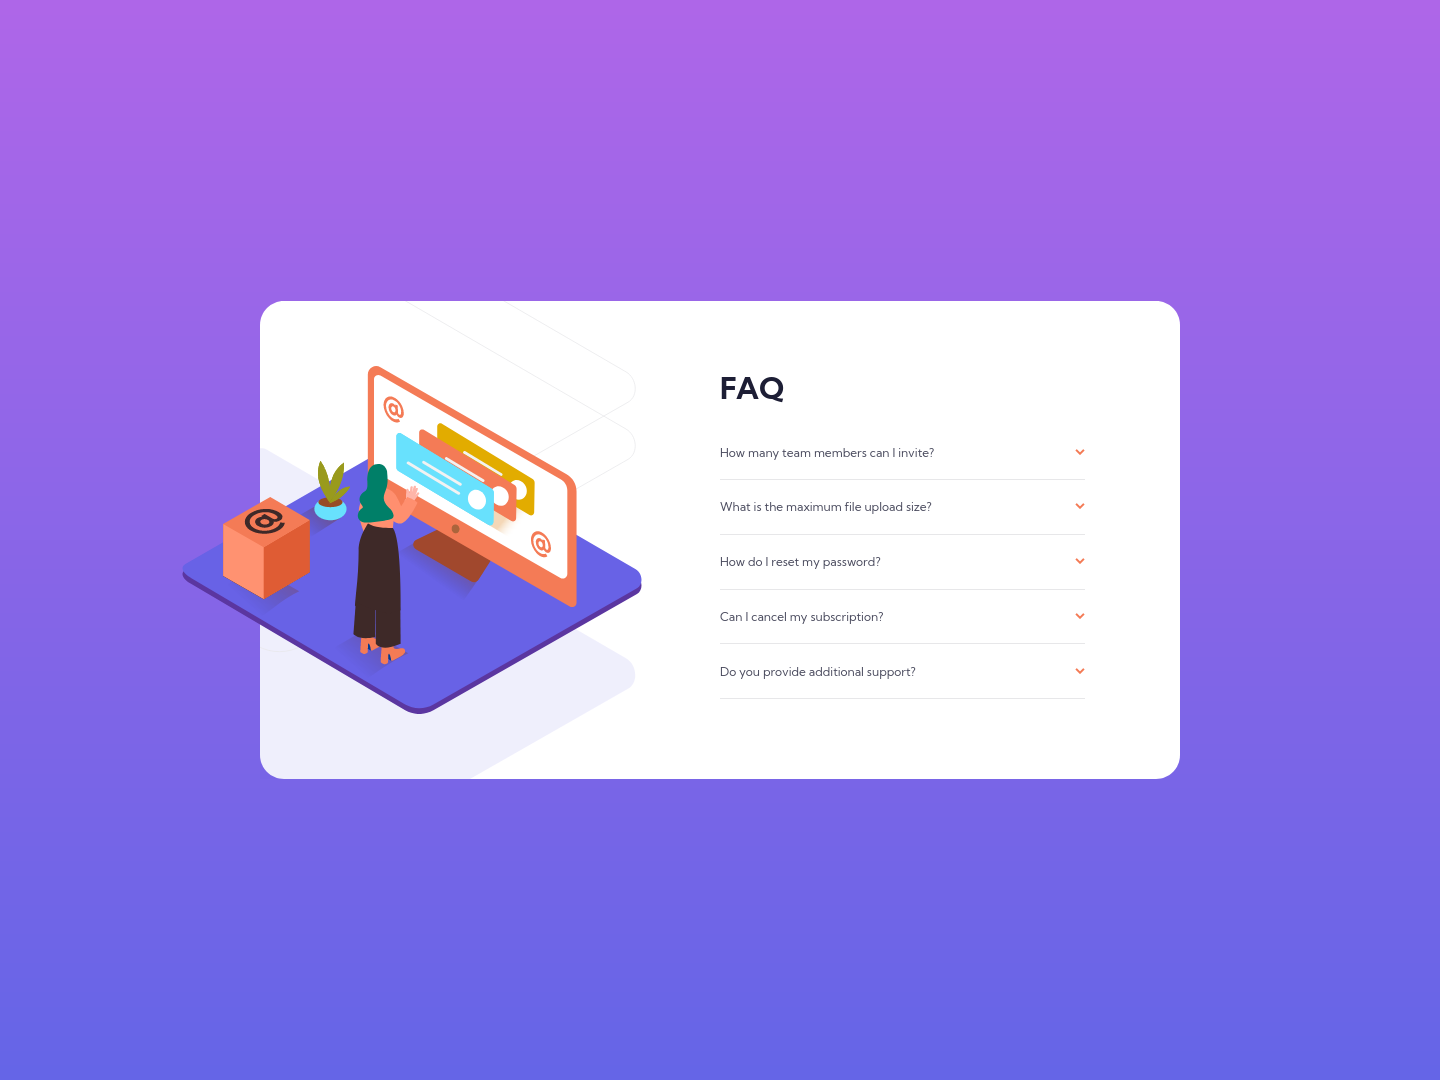 FAQ
How many team members can I invite?
What is the maximum file upload size?
How do I reset my password?
Can I cancel my subscription?
Do you provide additional support?
@
@
@